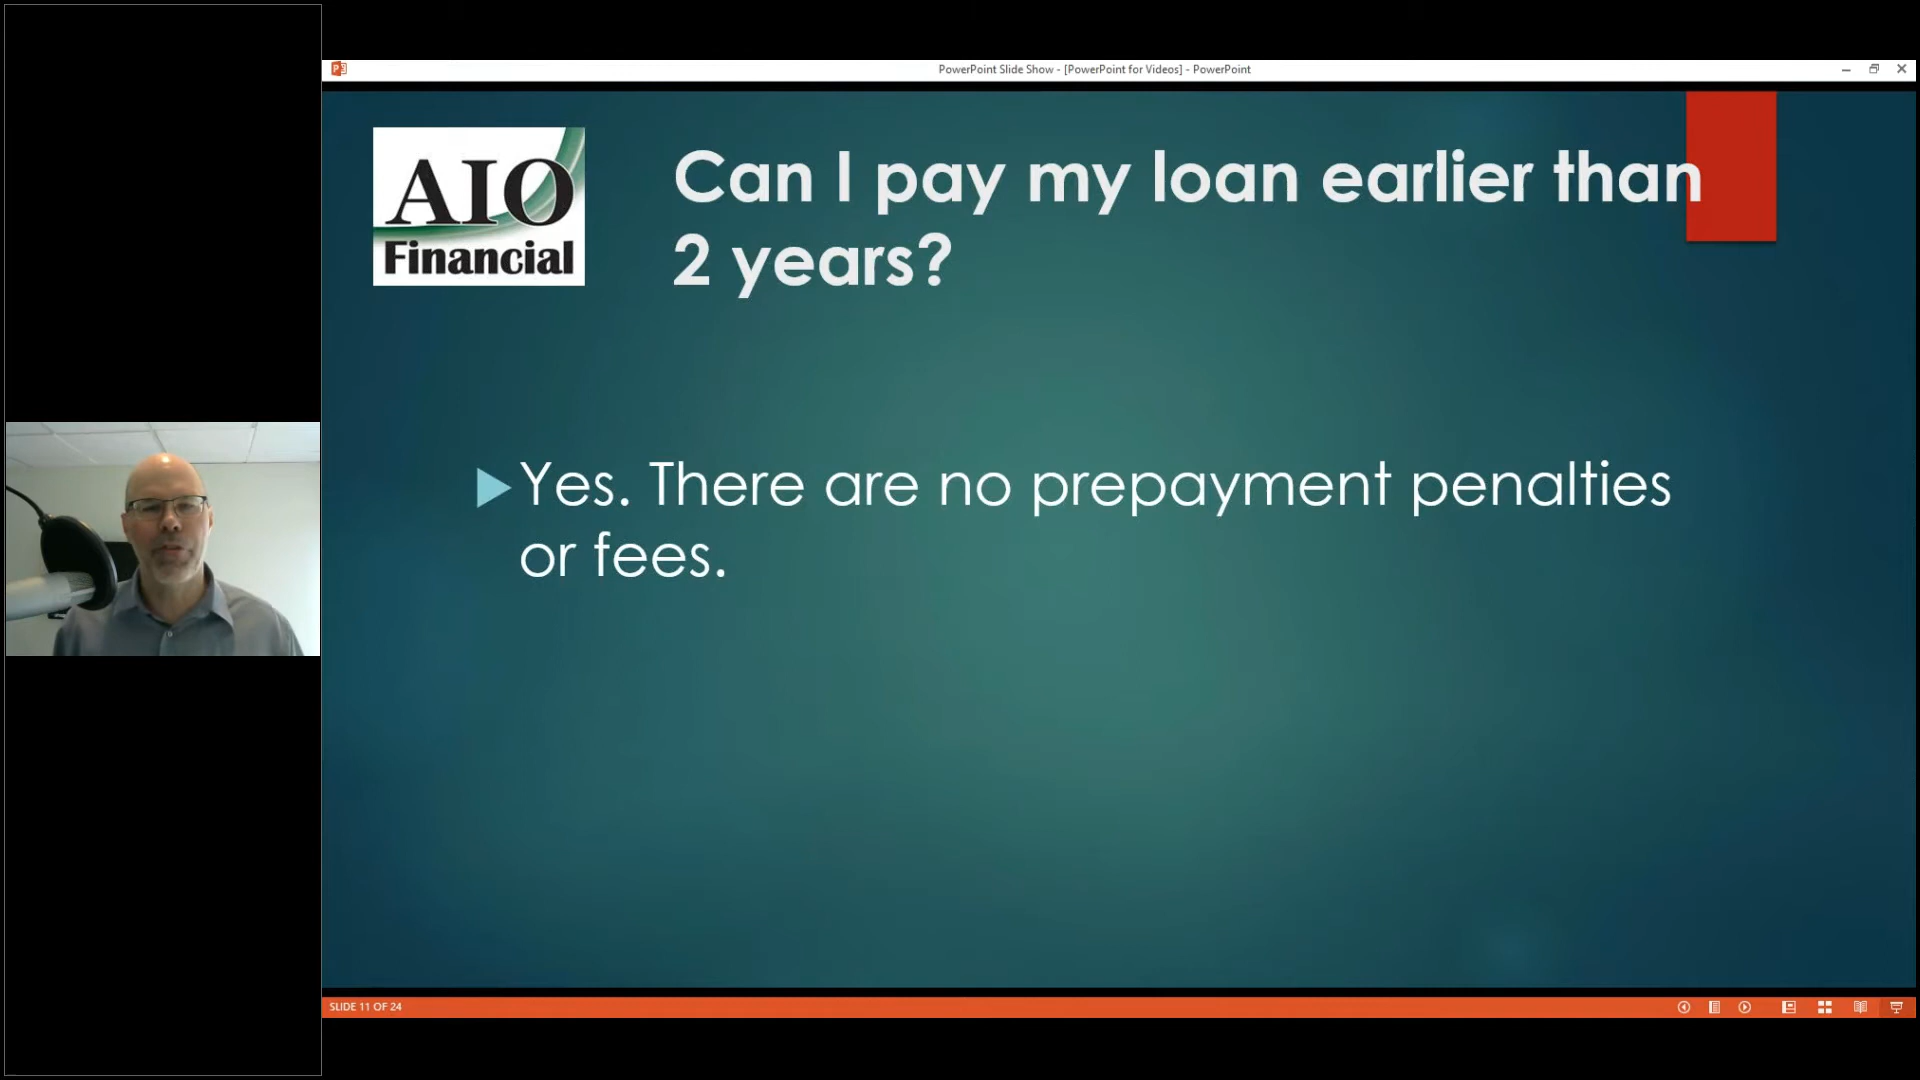 PowerPoint Slide Show - [PowerPoint for Videos] - PowerPoint
AIO
Financial
Can I pay my loan earlier than
2 years?
Yes. There are no prepayment penalties
or fees.
SLIDE 11 OF 24